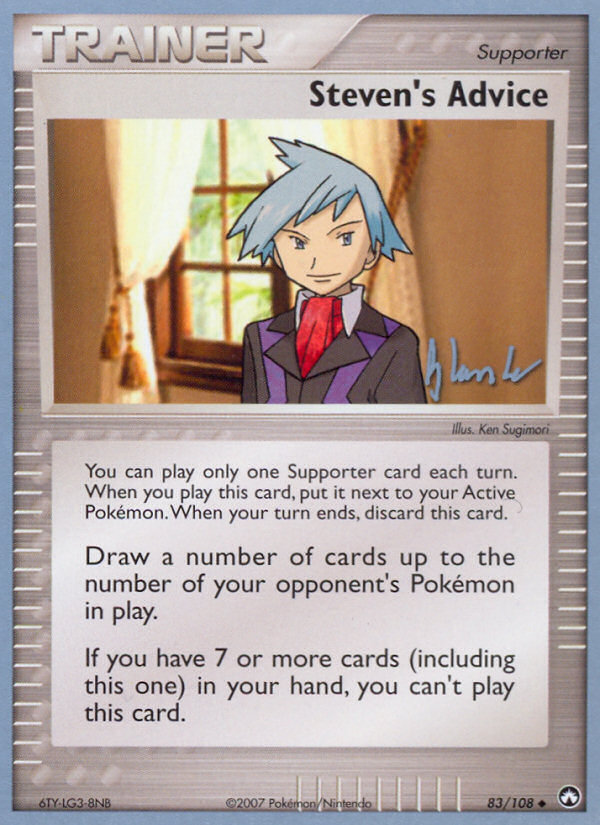 TRAINER
Supporter
Steven's Advice
Illus. Ken Sugimori
You can play only one Supporter card each turn.
When you play this card, put it next to your Active
Pokémon. When your turn ends, discard this card.
Draw a number of cards up to the
number of your opponent's Pokémon
in play.
If you have 7 or more cards (including
this one) in your hand, you can't play
this card.
6TY-LG3-8NB
©2007 Pokémon/Nintendo
83/108